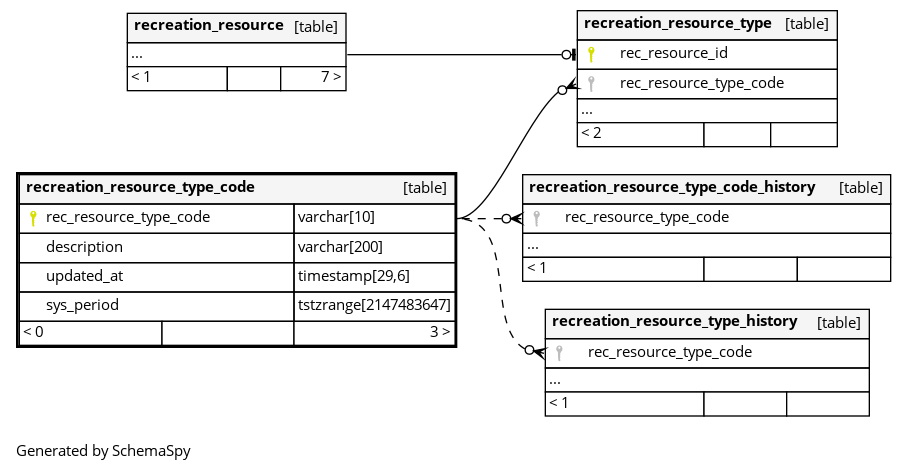 recreation_resource [table]
...
< 1 7 >
recreation_resource_type [table]
rec_resource_id
rec_resource_type_code
...
< 2
recreation_resource_type_code [table]
rec_resource_type_code varchar[10]
description varchar[200]
updated_at timestamp[29,6]
sys_period tstzrange[2147483647]
< 0 3 >
recreation_resource_type_code_history [table]
rec_resource_type_code
...
< 1
recreation_resource_type_history [table]
rec_resource_type_code
...
< 1
Generated by SchemaSpy